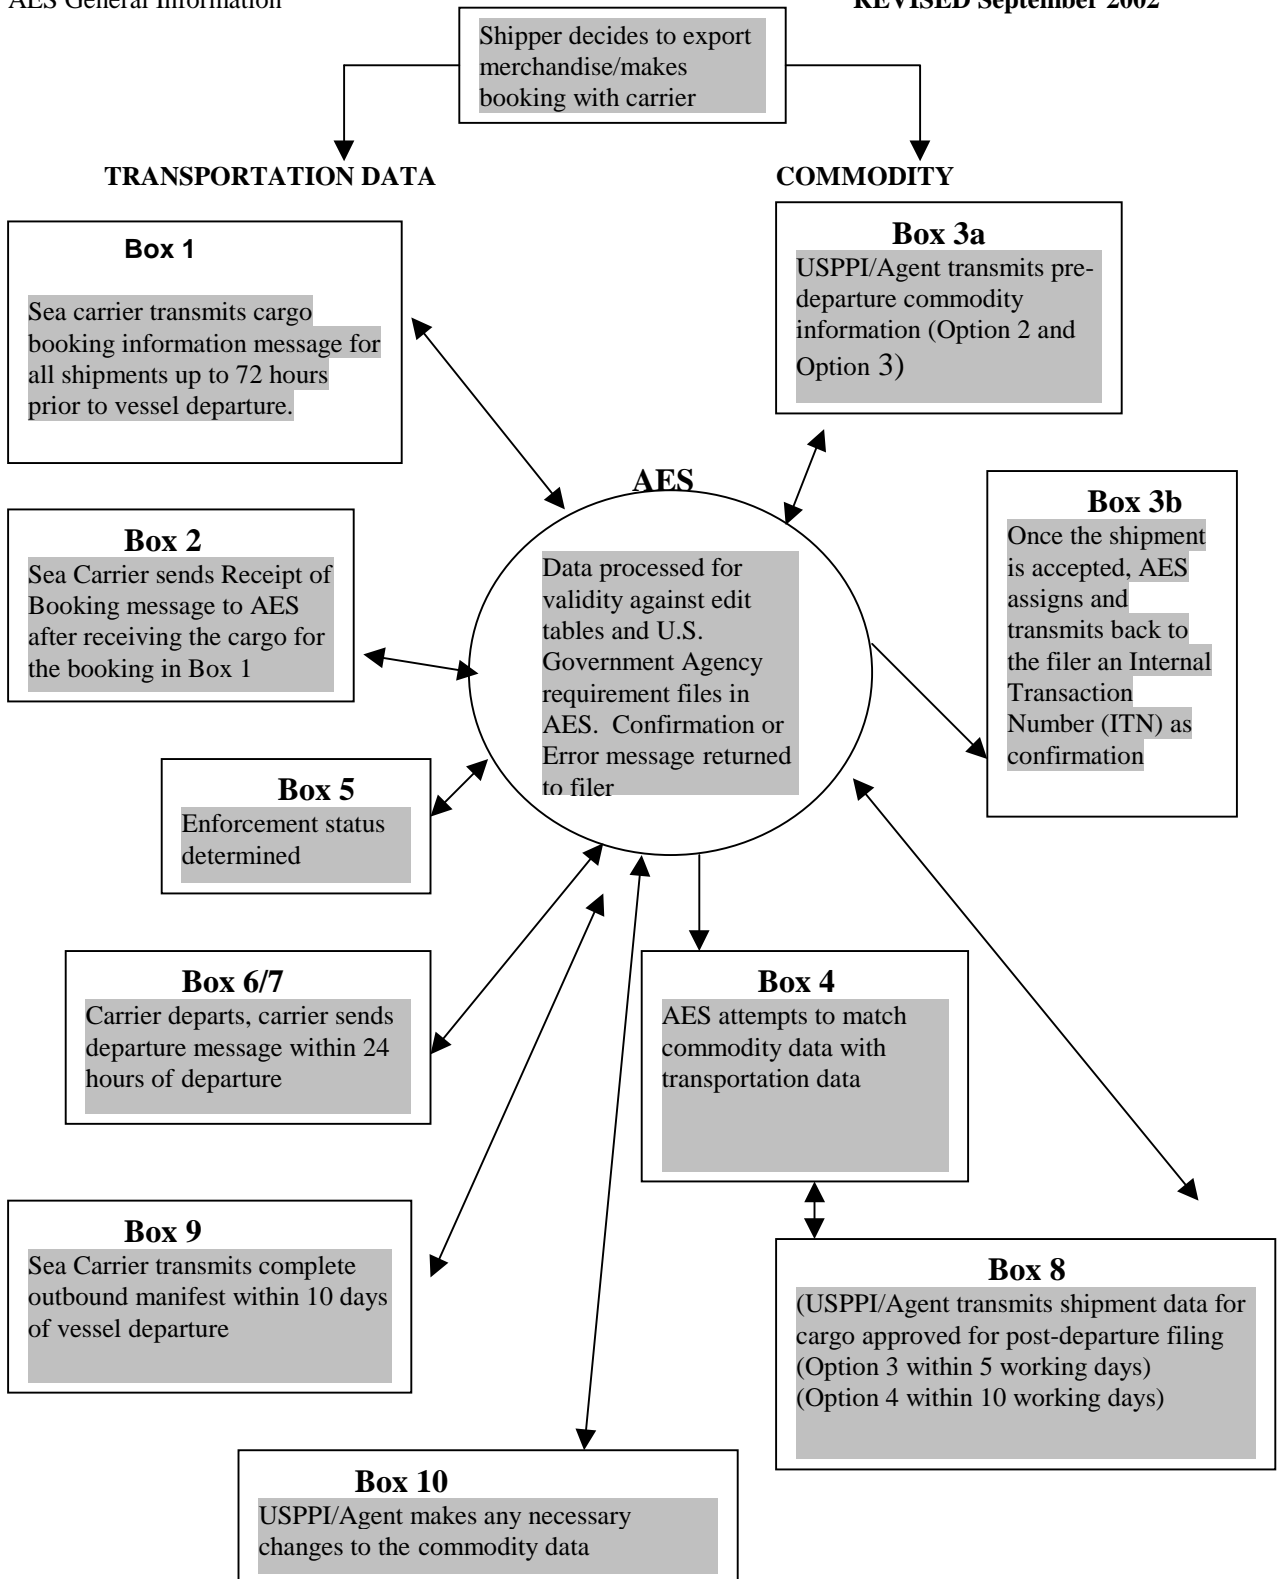 AES General Information
REVISED September 2002
Shipper decides to export
merchandise/makes
booking with carrier
TRANSPORTATION DATA
COMMODITY
Box 1
Sea carrier transmits cargo
booking information message for
all shipments up to 72 hours
prior to vessel departure.
Box 3a
USPPI/Agent transmits pre-
departure commodity
information (Option 2 and
Option 3)
AES
Data processed for
validity against edit
tables and U.S.
Government Agency
requirement files in
AES.  Confirmation or
Error message returned
to filer
Box 2
Sea Carrier sends Receipt of
Booking message to AES
after receiving the cargo for
the booking in Box 1
Box 3b
Once the shipment
is accepted, AES
assigns and
transmits back to
the filer an Internal
Transaction
Number (ITN) as
confirmation
Box 5
Enforcement status
determined
Box 6/7
Carrier departs, carrier sends
departure message within 24
hours of departure
Box 4
AES attempts to match
commodity data with
transportation data
Box 9
Sea Carrier transmits complete
outbound manifest within 10 days
of vessel departure
Box 8
(USPPI/Agent transmits shipment data for
cargo approved for post-departure filing
(Option 3 within 5 working days)
(Option 4 within 10 working days)
Box 10
USPPI/Agent makes any necessary
changes to the commodity data